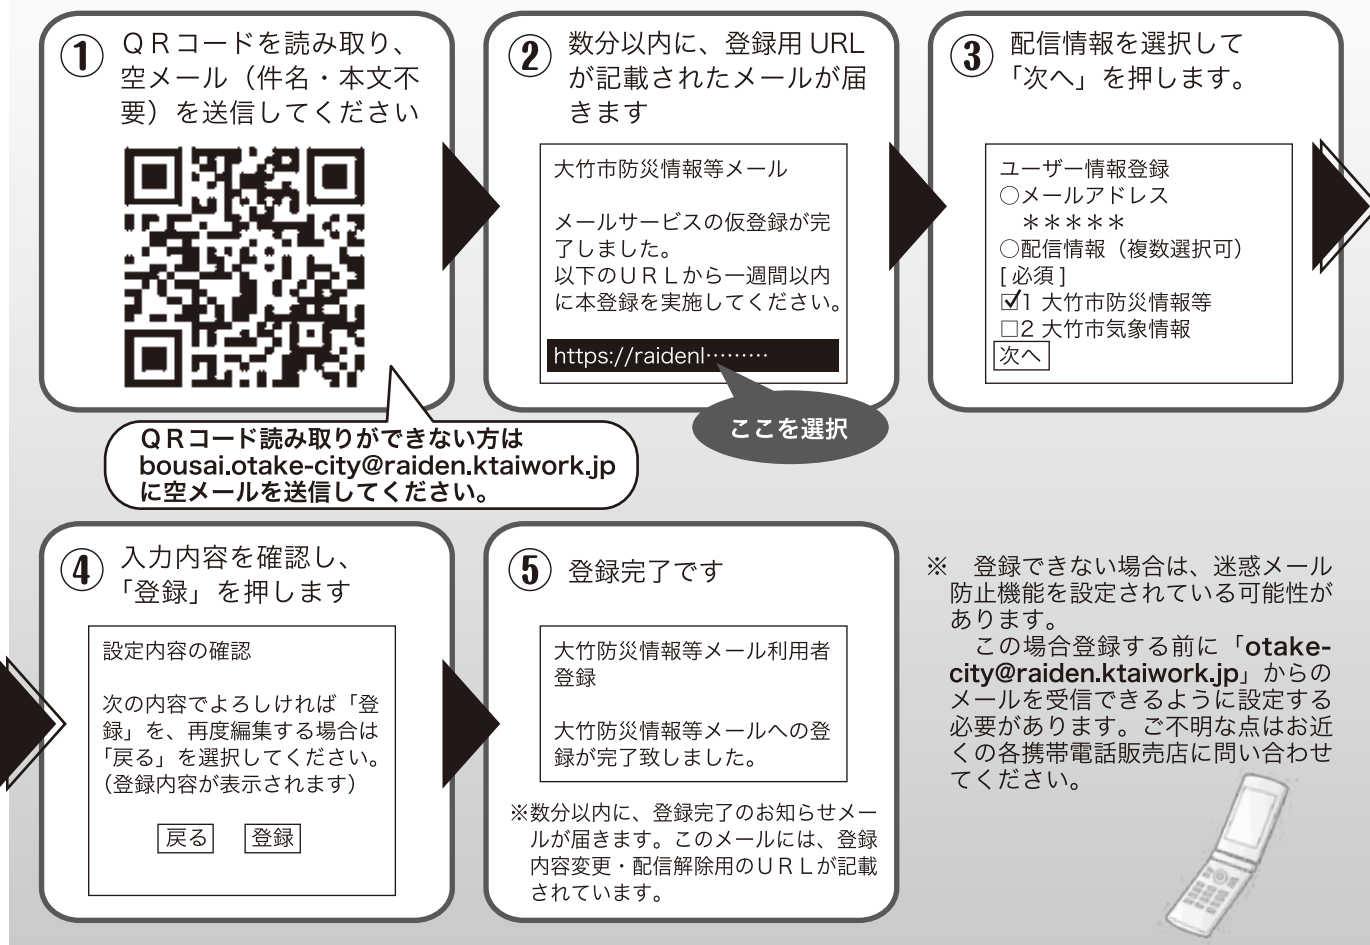 ① ＱＲコードを読み取り、
空メール（件名・本文不
要）を送信してください
ＱＲコード読み取りができない方は
bousai.otake-city@raiden.ktaiwork.jp
に空メールを送信してください。
② 数分以内に、登録用 URL
が記載されたメールが届
きます
大竹市防災情報等メール
メールサービスの仮登録が完
了しました。
以下のＵＲＬから一週間以内
に本登録を実施してください。
https://raidenl………
ここを選択
③ 配信情報を選択して
「次へ」を押します。
ユーザー情報登録
○メールアドレス
＊＊＊＊＊
○配信情報（複数選択可）
[ 必須 ]
☑1 大竹市防災情報等
□2 大竹市気象情報
次へ
④ 入力内容を確認し、
「登録」を押します
設定内容の確認
次の内容でよろしければ「登
録」を、再度編集する場合は
「戻る」を選択してください。
（登録内容が表示されます）
戻る 登録
⑤ 登録完了です
大竹防災情報等メール利用者
登録
大竹防災情報等メールへの登
録が完了致しました。
※数分以内に、登録完了のお知らせメー
ルが届きます。このメールには、登録
内容変更・配信解除用のＵＲＬが記載
されています。
※　登録できない場合は、迷惑メール
防止機能を設定されている可能性が
あります。
この場合登録する前に「otake-
city@raiden.ktaiwork.jp」からの
メールを受信できるように設定する
必要があります。ご不明な点はお近
くの各携帯電話販売店に問い合わせ
てください。